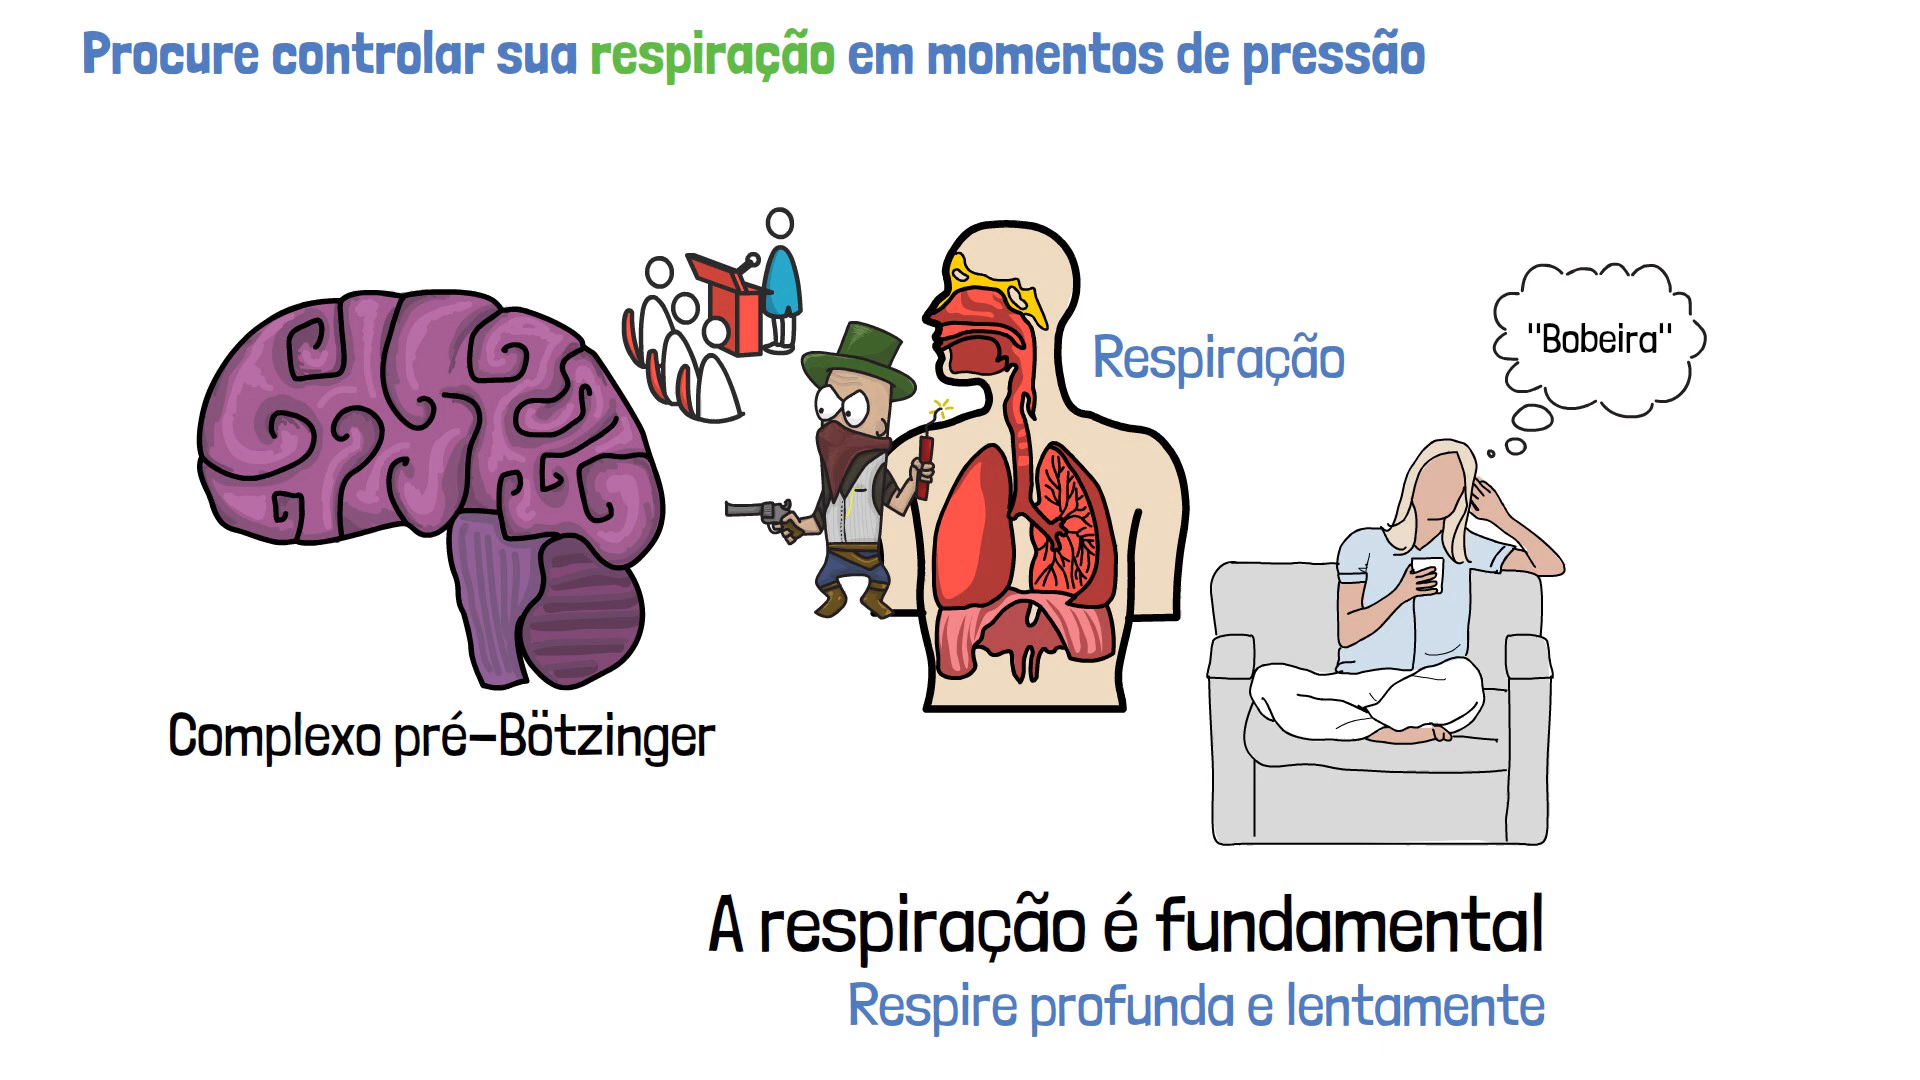 Procure controlar sua respiração em momentos de pressão
Respiração
"Bobeira"
Complexo pré-Bötzinger
A respiração é fundamental
Respire profunda e lentamente